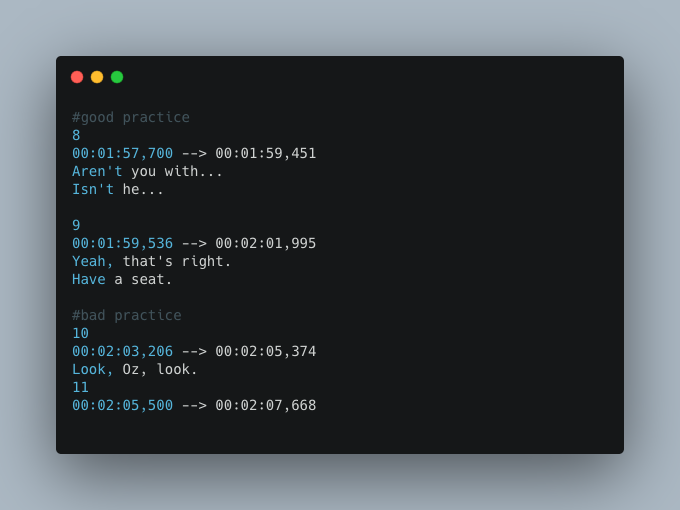 #good practice
8
00:01:57,700 --> 00:01:59,451
Aren't you with...
Isn't he...

9
00:01:59,536 --> 00:02:01,995
Yeah, that's right.
Have a seat.

#bad practice
10
00:02:03,206 --> 00:02:05,374
Look, Oz, look.
11
00:02:05,500 --> 00:02:07,668